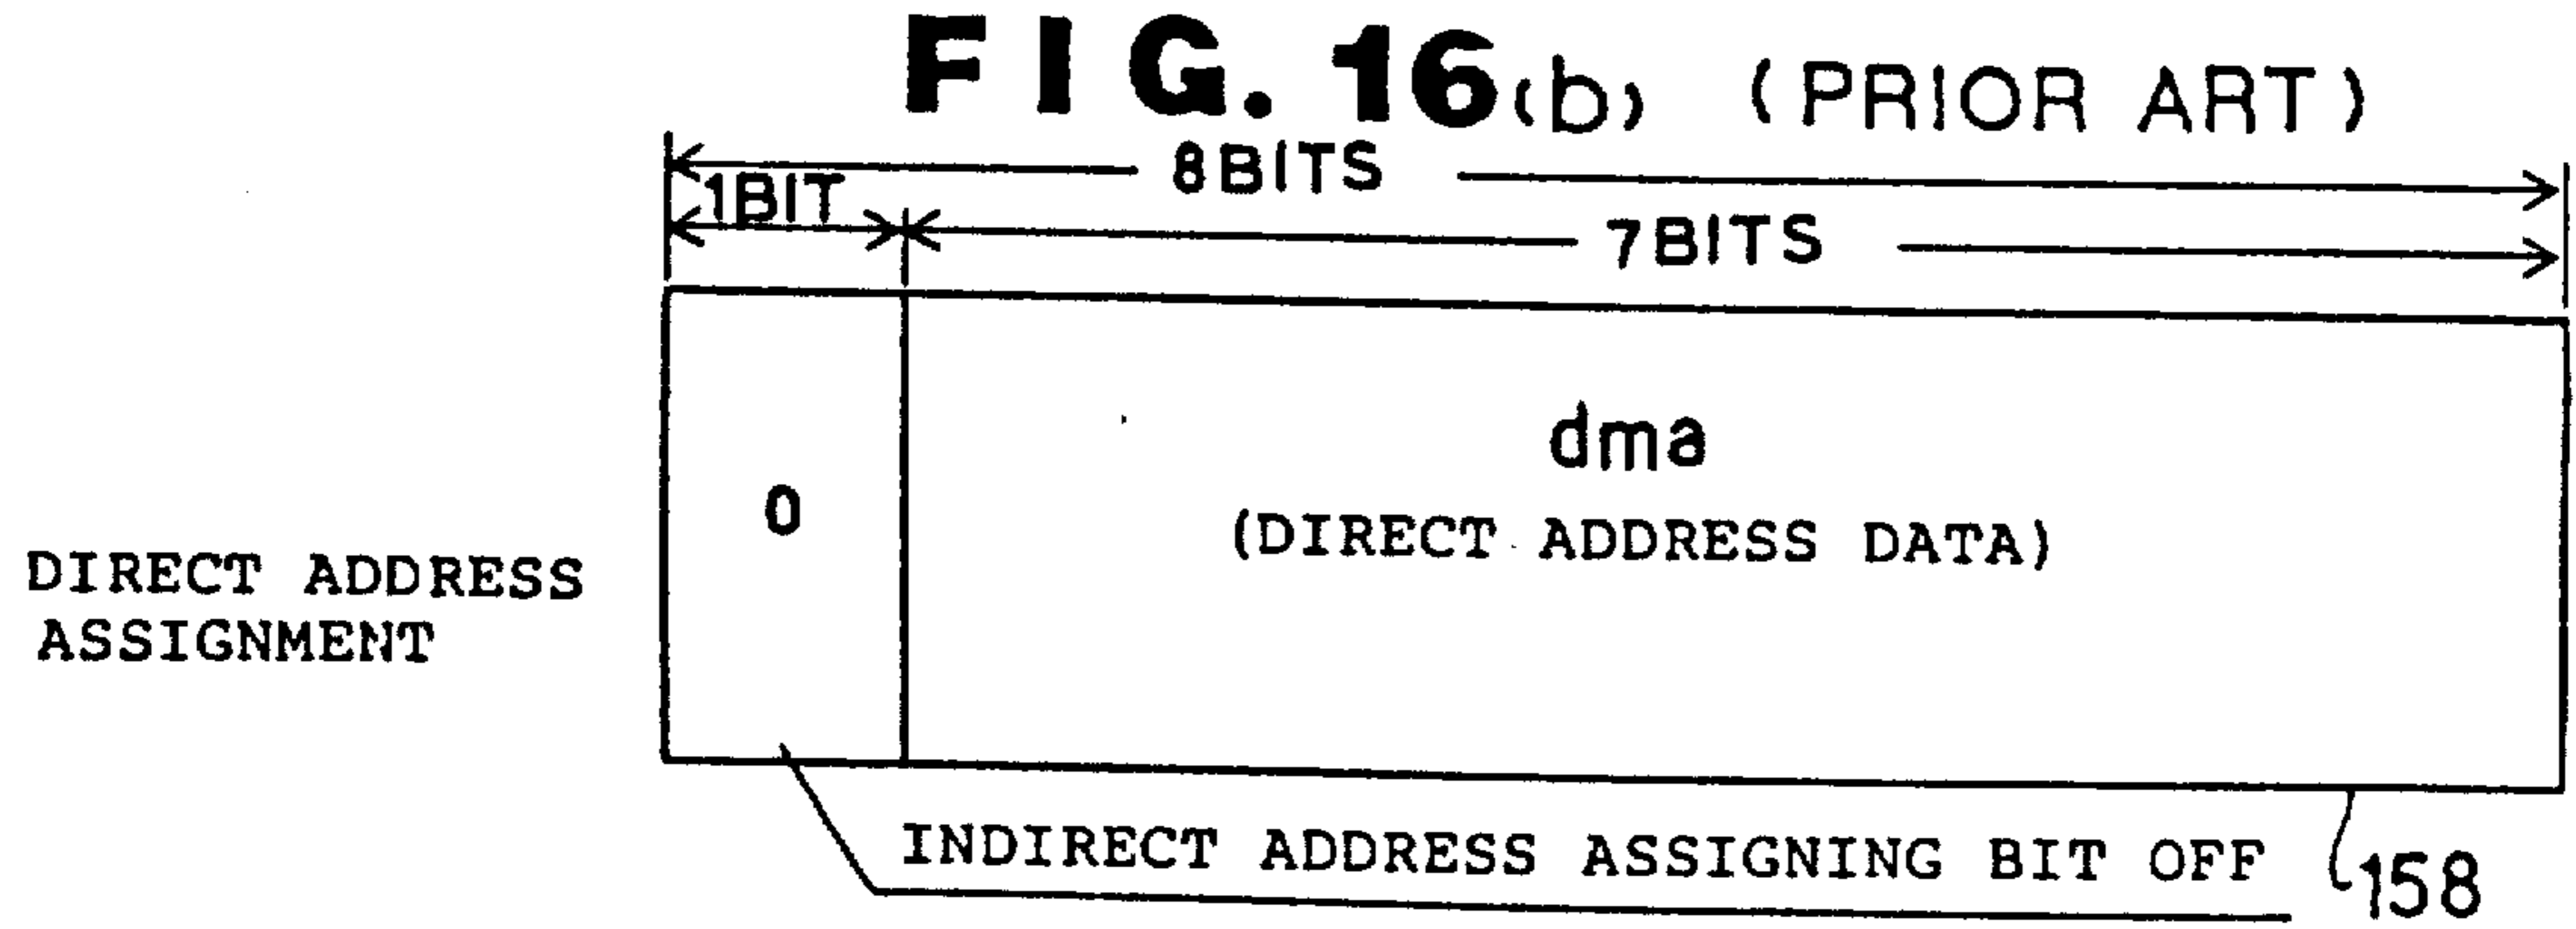 FIG. 16(b) (PRIOR ART)
8BITS
1BIT
7BITS
dma
0
(DIRECT ADDRESS DATA)
DIRECT ADDRESS
ASSIGNMENT
INDIRECT ADDRESS ASSIGNING BIT OFF
158